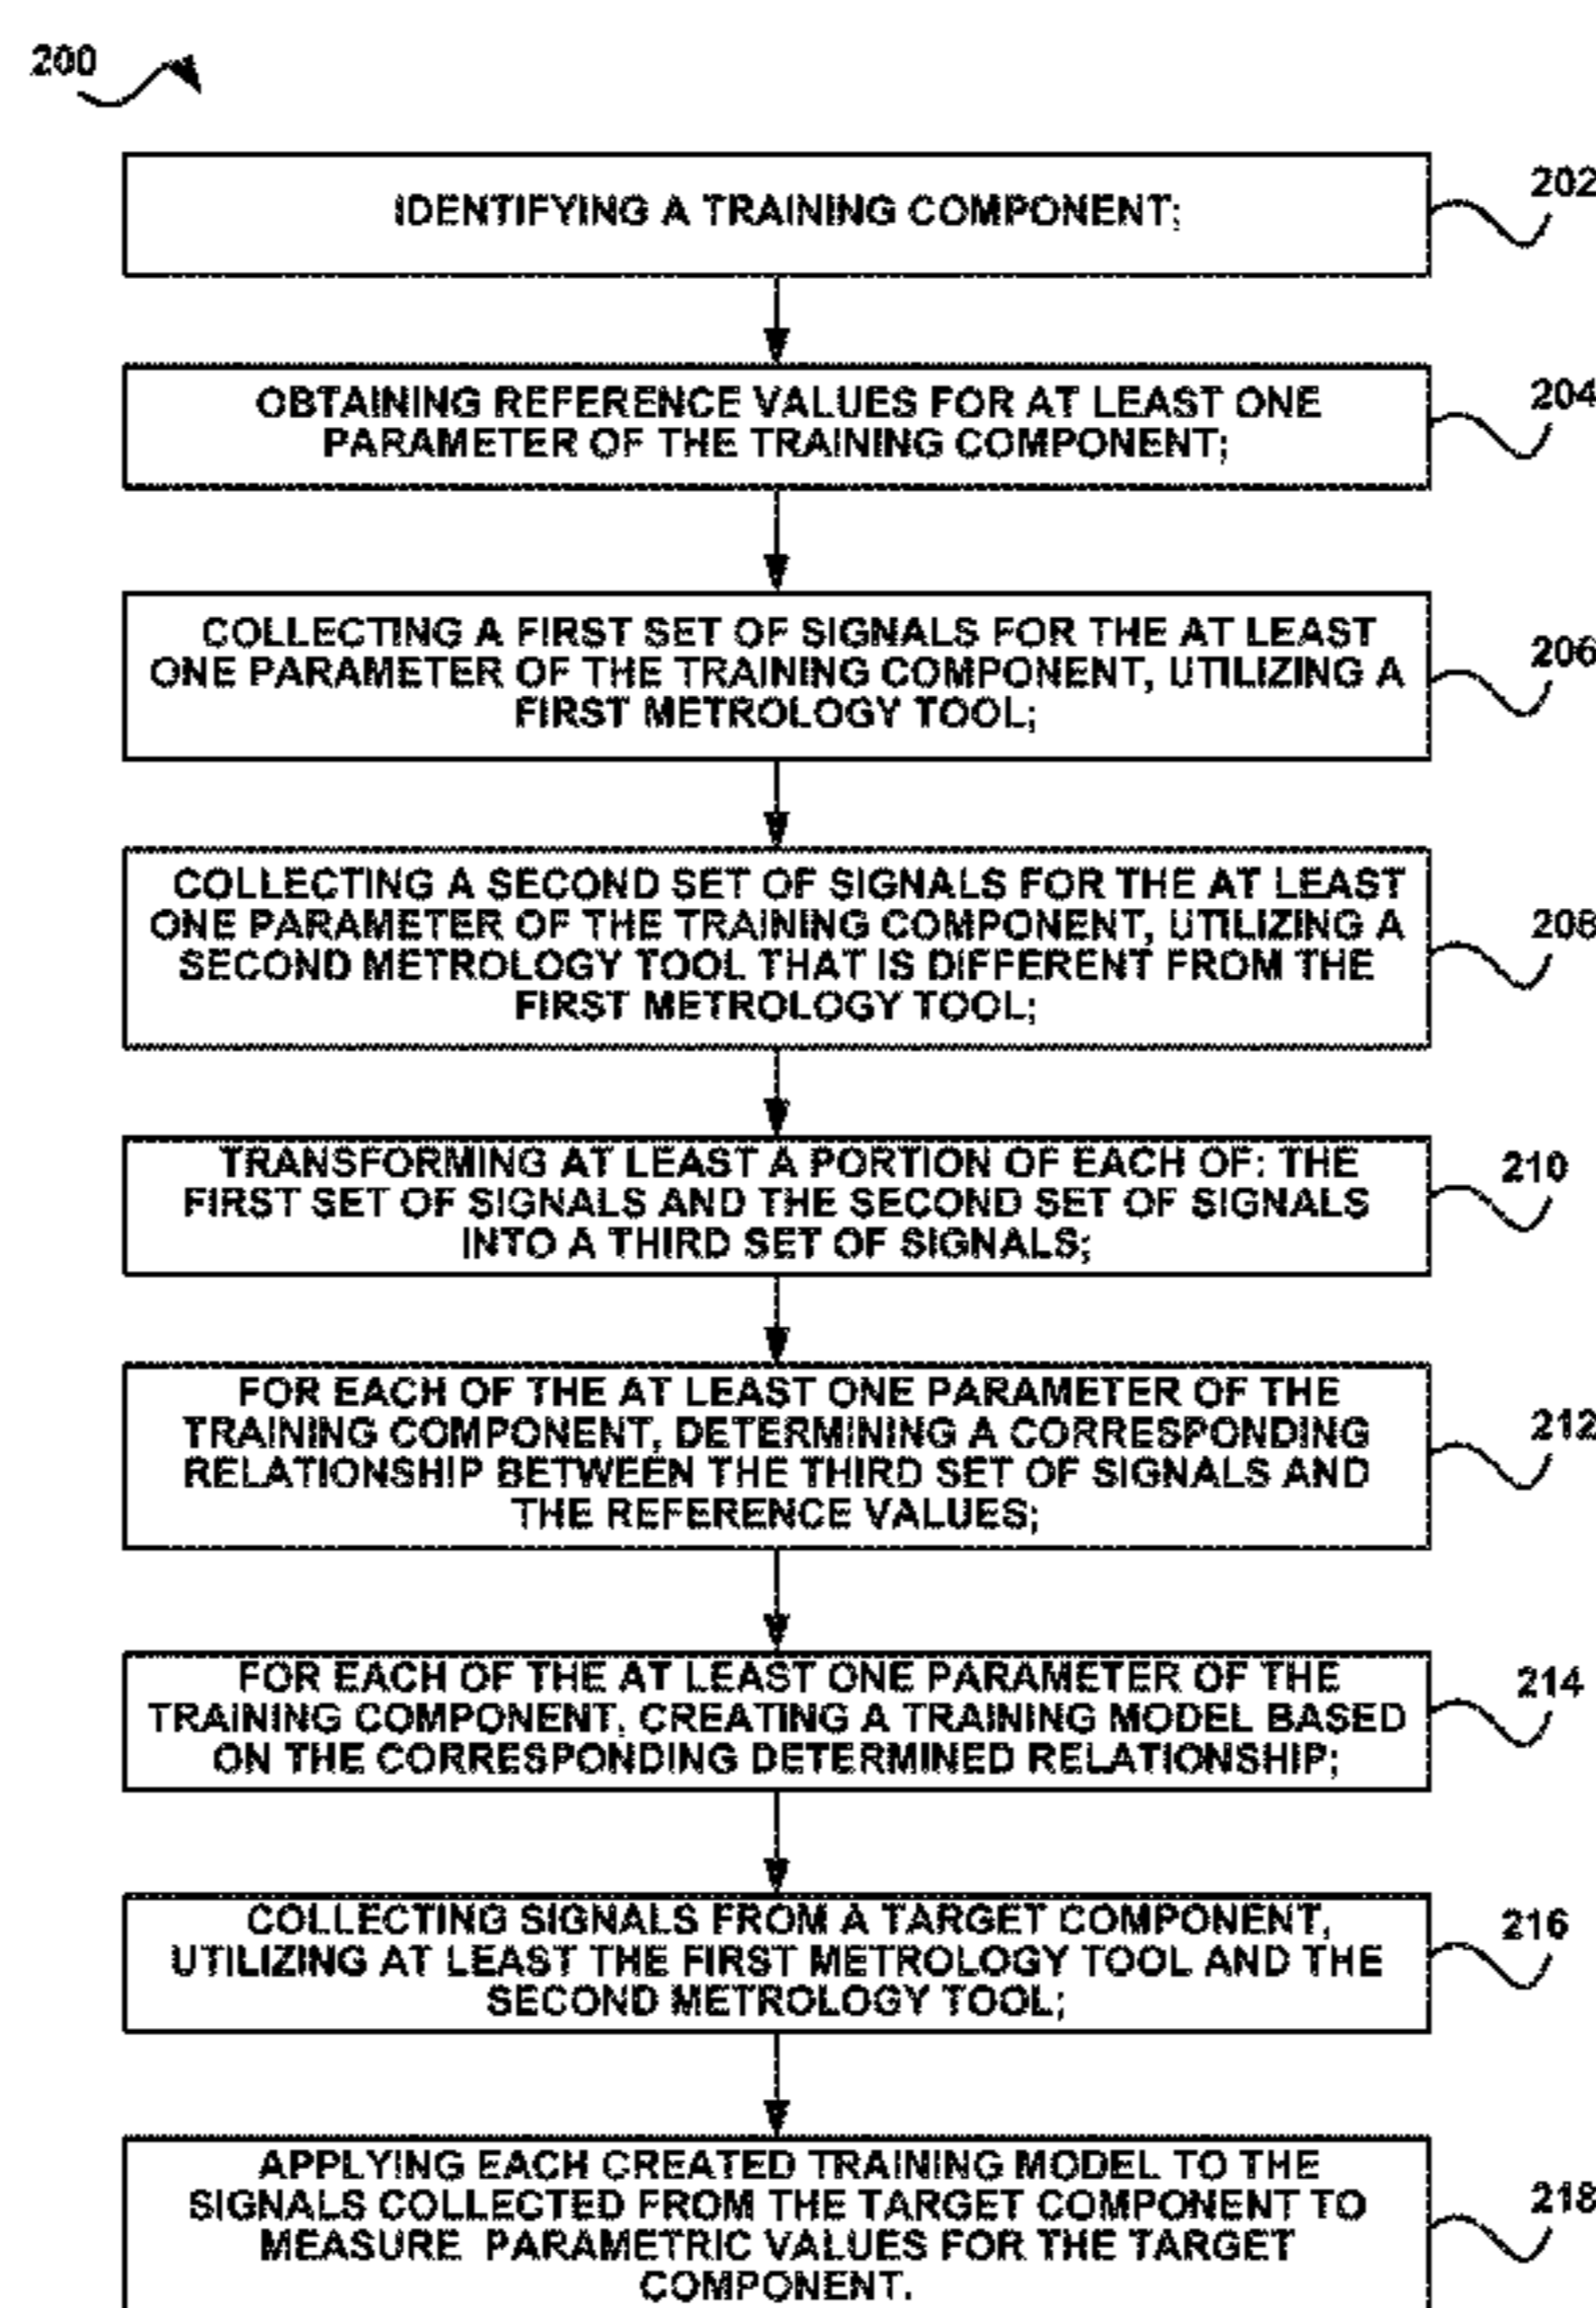 200
IDENTIFYING A TRAINING COMPONENT;
202
OBTAINING REFERENCE VALUES FOR AT LEAST ONE
PARAMETER OF THE TRAINING COMPONENT;
204
COLLECTING A FIRST SET OF SIGNALS FOR THE AT LEAST
ONE PARAMETER OF THE TRAINING COMPONENT, UTILIZING A
FIRST METROLOGY TOOL;
206
COLLECTING A SECOND SET OF SIGNALS FOR THE AT LEAST
ONE PARAMETER OF THE TRAINING COMPONENT, UTILIZING A
SECOND METROLOGY TOOL THAT IS DIFFERENT FROM THE
FIRST METROLOGY TOOL;
208
TRANSFORMING AT LEAST A PORTION OF EACH OF: THE
FIRST SET OF SIGNALS AND THE SECOND SET OF SIGNALS
INTO A THIRD SET OF SIGNALS;
210
FOR EACH OF THE AT LEAST ONE PARAMETER OF THE
TRAINING COMPONENT, DETERMINING A CORRESPONDING
RELATIONSHIP BETWEEN THE THIRD SET OF SIGNALS AND
THE REFERENCE VALUES;
212
FOR EACH OF THE AT LEAST ONE PARAMETER OF THE
TRAINING COMPONENT, CREATING A TRAINING MODEL BASED
ON THE CORRESPONDING DETERMINED RELATIONSHIP;
214
COLLECTING SIGNALS FROM A TARGET COMPONENT,
UTILIZING AT LEAST THE FIRST METROLOGY TOOL AND THE
SECOND METROLOGY TOOL;
216
APPLYING EACH CREATED TRAINING MODEL TO THE
SIGNALS COLLECTED FROM THE TARGET COMPONENT TO
MEASURE PARAMETRIC VALUES FOR THE TARGET
COMPONENT.
218